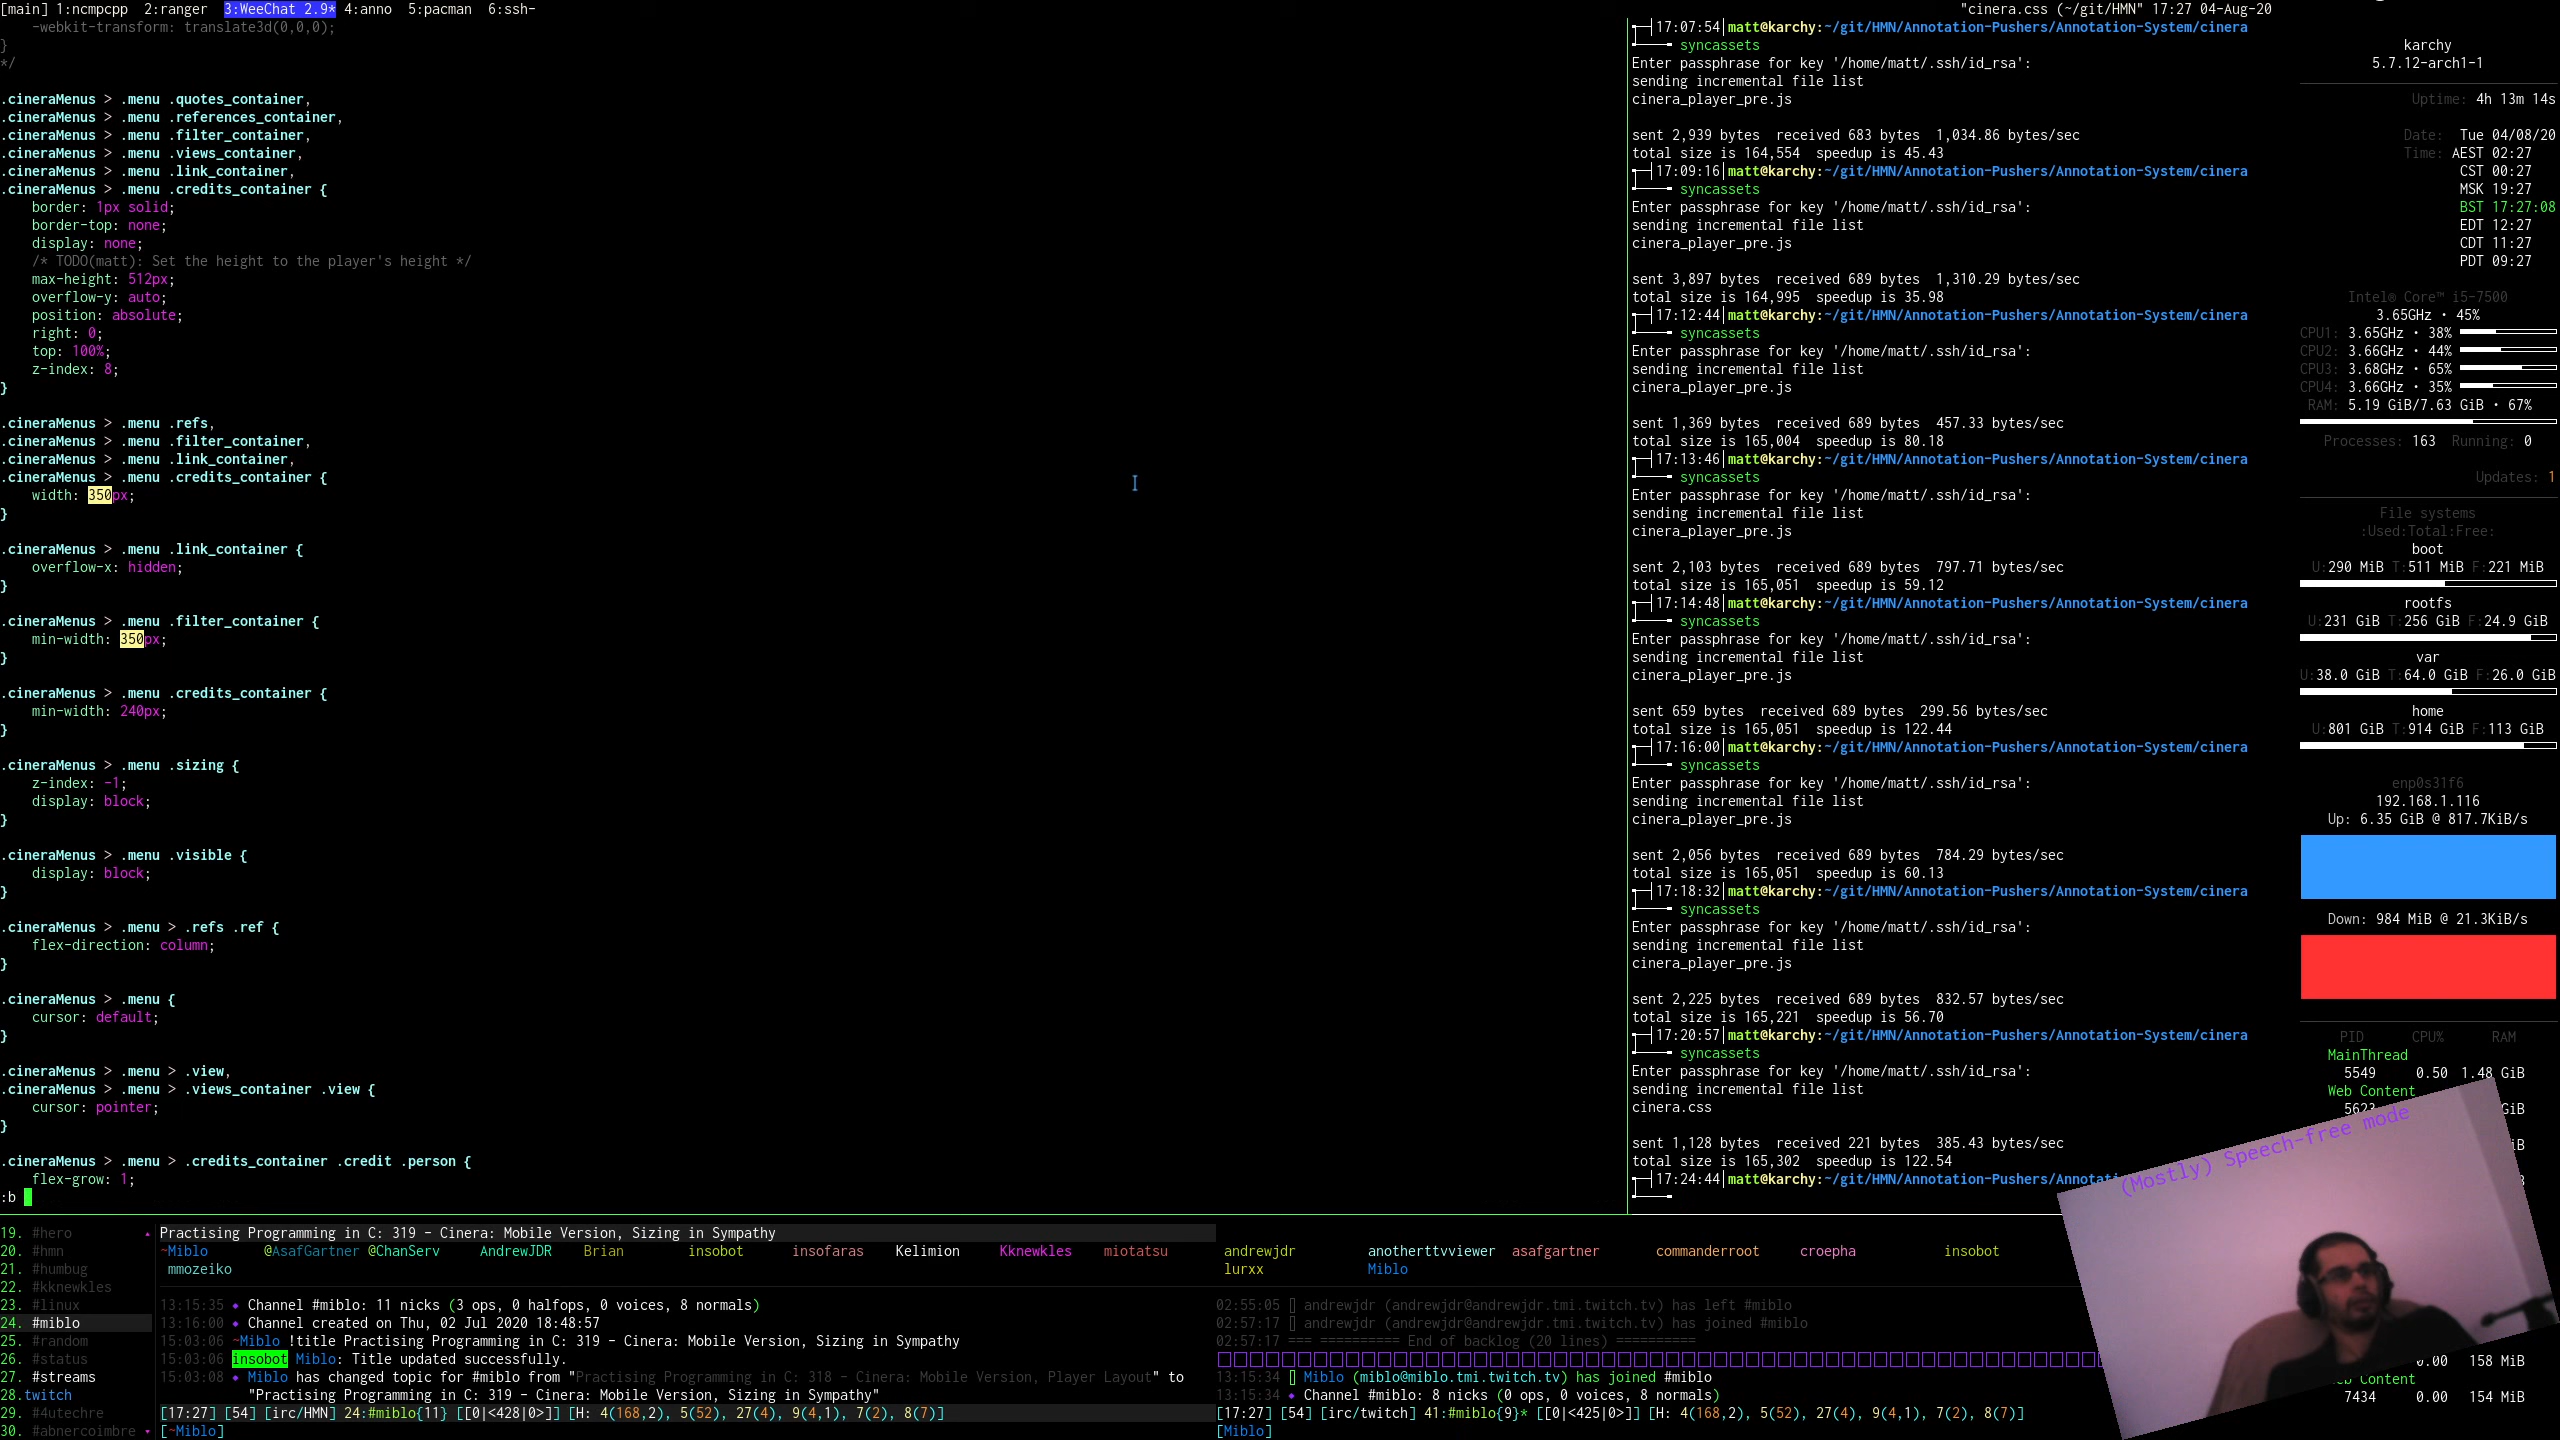 [main] 1:ncmpcpp  2:ranger  3:WeeChat 2.9* 4:anno  5:pacman  6:ssh-
"cinera.css (~/git/HMN" 17:27 04-Aug-20
    -webkit-transform: translate3d(0,0,0);
}
*/
.cineraMenus > .menu .quotes_container,
.cineraMenus > .menu .references_container,
.cineraMenus > .menu .filter_container,
.cineraMenus > .menu .views_container,
.cineraMenus > .menu .link_container,
.cineraMenus > .menu .credits_container {
    border: 1px solid;
    border-top: none;
    display: none;
    /* TODO(matt): Set the height to the player's height */
    max-height: 512px;
    overflow-y: auto;
    position: absolute;
    right: 0;
    top: 100%;
    z-index: 8;
}
.cineraMenus > .menu .refs,
.cineraMenus > .menu .filter_container,
.cineraMenus > .menu .link_container,
.cineraMenus > .menu .credits_container {
    width: 350px;
}
.cineraMenus > .menu .link_container {
    overflow-x: hidden;
}
.cineraMenus > .menu .filter_container {
    min-width: 350px;
}
.cineraMenus > .menu .credits_container {
    min-width: 240px;
}
.cineraMenus > .menu .sizing {
    z-index: -1;
    display: block;
}
.cineraMenus > .menu .visible {
    display: block;
}
.cineraMenus > .menu > .refs .ref {
    flex-direction: column;
}
.cineraMenus > .menu {
    cursor: default;
}
.cineraMenus > .menu > .view,
.cineraMenus > .menu > .views_container .view {
    cursor: pointer;
}
.cineraMenus > .menu > .credits_container .credit .person {
    flex-grow: 1;
:b
17:07:54|matt@karchy:~/git/HMN/Annotation-Pushers/Annotation-System/cinera
syncassets
Enter passphrase for key '/home/matt/.ssh/id_rsa':
sending incremental file list
cinera_player_pre.js
sent 2,939 bytes  received 683 bytes  1,034.86 bytes/sec
total size is 164,554  speedup is 45.43
17:09:16|matt@karchy:~/git/HMN/Annotation-Pushers/Annotation-System/cinera
syncassets
Enter passphrase for key '/home/matt/.ssh/id_rsa':
sending incremental file list
cinera_player_pre.js
sent 3,897 bytes  received 689 bytes  1,310.29 bytes/sec
total size is 164,995  speedup is 35.98
17:12:44|matt@karchy:~/git/HMN/Annotation-Pushers/Annotation-System/cinera
syncassets
Enter passphrase for key '/home/matt/.ssh/id_rsa':
sending incremental file list
cinera_player_pre.js
sent 1,369 bytes  received 689 bytes  457.33 bytes/sec
total size is 165,004  speedup is 80.18
17:13:46|matt@karchy:~/git/HMN/Annotation-Pushers/Annotation-System/cinera
syncassets
Enter passphrase for key '/home/matt/.ssh/id_rsa':
sending incremental file list
cinera_player_pre.js
sent 2,103 bytes  received 689 bytes  797.71 bytes/sec
total size is 165,051  speedup is 59.12
17:14:48|matt@karchy:~/git/HMN/Annotation-Pushers/Annotation-System/cinera
syncassets
Enter passphrase for key '/home/matt/.ssh/id_rsa':
sending incremental file list
cinera_player_pre.js
sent 659 bytes  received 689 bytes  299.56 bytes/sec
total size is 165,051  speedup is 122.44
17:16:00|matt@karchy:~/git/HMN/Annotation-Pushers/Annotation-System/cinera
syncassets
Enter passphrase for key '/home/matt/.ssh/id_rsa':
sending incremental file list
cinera_player_pre.js
sent 2,056 bytes  received 689 bytes  784.29 bytes/sec
total size is 165,051  speedup is 60.13
17:18:32|matt@karchy:~/git/HMN/Annotation-Pushers/Annotation-System/cinera
syncassets
Enter passphrase for key '/home/matt/.ssh/id_rsa':
sending incremental file list
cinera_player_pre.js
sent 2,225 bytes  received 689 bytes  832.57 bytes/sec
total size is 165,221  speedup is 56.70
17:20:57|matt@karchy:~/git/HMN/Annotation-Pushers/Annotation-System/cinera
syncassets
Enter passphrase for key '/home/matt/.ssh/id_rsa':
sending incremental file list
cinera.css
sent 1,128 bytes  received 221 bytes  385.43 bytes/sec
total size is 165,302  speedup is 122.54
17:24:44|matt@karchy:~/git/HMN/Annotation-Pushers/Annotat
karchy
5.7.12-arch1-1
Uptime: 4h 13m 14s
Date: Tue 04/08/20
Time: AEST 02:27
CST 00:27
MSK 19:27
BST 17:27:08
EDT 12:27
CDT 11:27
PDT 09:27
Intel® Core™ i5-7500
3.65GHz · 45%
CPU1: 3.65GHz · 38%
CPU2: 3.66GHz · 44%
CPU3: 3.68GHz · 65%
CPU4: 3.66GHz · 35%
RAM: 5.19 GiB/7.63 GiB · 67%
Processes: 163  Running: 0
Updates: 1
File systems
:Used:Total:Free:
boot
U:290 MiB T:511 MiB F:221 MiB
rootfs
U:231 GiB T:256 GiB F:24.9 GiB
var
U:38.0 GiB T:64.0 GiB F:26.0 GiB
home
U:801 GiB T:914 GiB F:113 GiB
enp0s31f6
192.168.1.116
Up: 6.35 GiB @ 817.7KiB/s
Down: 984 MiB @ 21.3KiB/s
PID  CPU%  RAM
MainThread
5549  0.50  1.48 GiB
Web Content
562 GiB
(Mostly) Speech-free mode
0.00  158 MiB
Content
7434  0.00  154 MiB
19. #hero
20. #hmn
21. #humbug
22. #kknewkles
23. #linux
24. #miblo
25. #random
26. #status
27. #streams
28.twitch
29. #4utechre
30. #abnercoimbre
Practising Programming in C: 319 - Cinera: Mobile Version, Sizing in Sympathy
~Miblo  @AsafGartner @ChanServ  AndrewJDR  Brian  insobot  insofaras  Kelimion  Kknewkles  miotatsu
mmozeiko
13:15:35 ◆ Channel #miblo: 11 nicks (3 ops, 0 halfops, 0 voices, 8 normals)
13:16:00 ◆ Channel created on Thu, 02 Jul 2020 18:48:57
15:03:06 ~Miblo !title Practising Programming in C: 319 - Cinera: Mobile Version, Sizing in Sympathy
15:03:06 insobot Miblo: Title updated successfully.
15:03:08 ◆ Miblo has changed topic for #miblo from "Practising Programming in C: 318 - Cinera: Mobile Version, Player Layout" to
"Practising Programming in C: 319 - Cinera: Mobile Version, Sizing in Sympathy"
[17:27] [54] [irc/HMN] 24:#miblo{11} [[0|<428|0>]] [H: 4(168,2), 5(52), 27(4), 9(4,1), 7(2), 8(7)]
[~Miblo]
andrewjdr  anotherttvviewer  asafgartner  commanderroot  croepha  insobot
lurxx  Miblo
02:55:05 andrewjdr (andrewjdr@andrewjdr.tmi.twitch.tv) has left #miblo
02:57:17 andrewjdr (andrewjdr@andrewjdr.tmi.twitch.tv) has joined #miblo
02:57:17 === ========== End of backlog (20 lines) ==========
13:15:34 Miblo (miblo@miblo.tmi.twitch.tv) has joined #miblo
13:15:34 ◆ Channel #miblo: 8 nicks (0 ops, 0 voices, 8 normals)
[17:27] [54] [irc/twitch] 41:#miblo{9}* [[0|<425|0>]] [H: 4(168,2), 5(52), 27(4), 9(4,1), 7(2), 8(7)]
[Miblo]